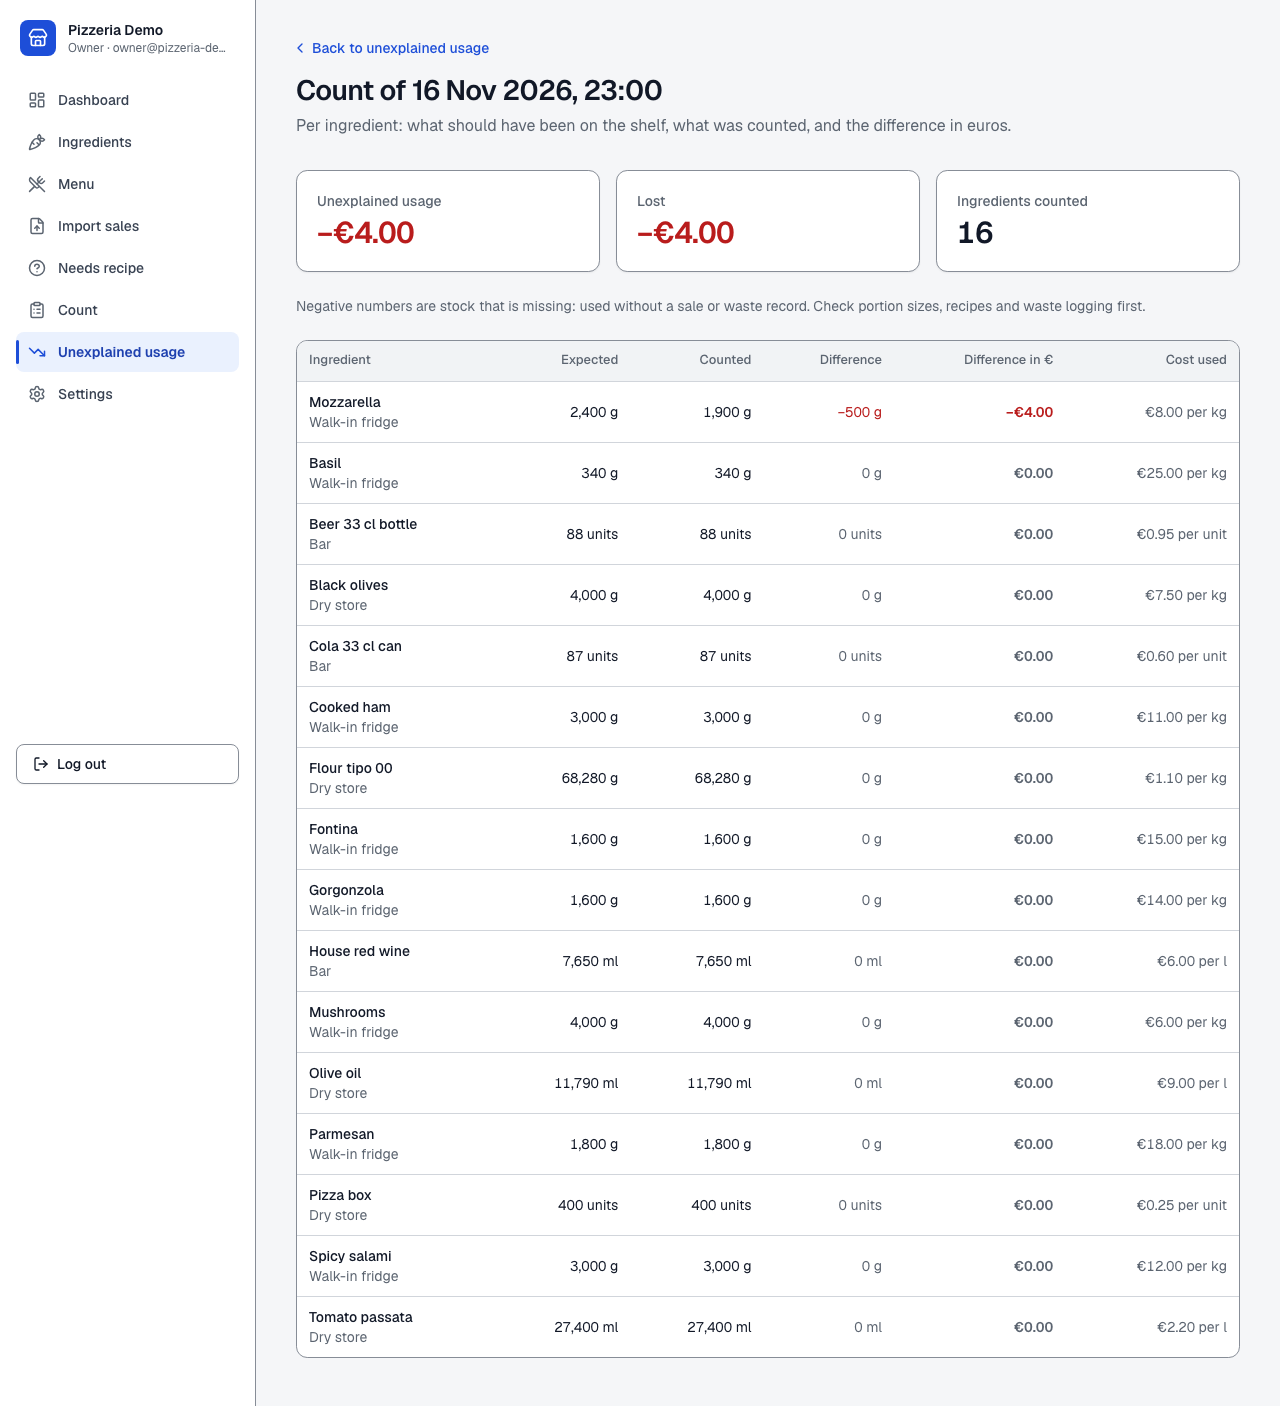 Pizzeria Demo
Owner · owner@pizzeria-de...
Dashboard
Ingredients
Menu
Import sales
Needs recipe
Count
Unexplained usage
Settings
Log out
Back to unexplained usage
Count of 16 Nov 2026, 23:00
Per ingredient: what should have been on the shelf, what was counted, and the difference in euros.
Unexplained usage
−€4.00
Lost
−€4.00
Ingredients counted
16
Negative numbers are stock that is missing: used without a sale or waste record. Check portion sizes, recipes and waste logging first.
Ingredient Expected Counted Difference Difference in € Cost used
Mozzarella
Walk-in fridge
2,400 g 1,900 g −500 g −€4.00 €8.00 per kg
Basil
Walk-in fridge
340 g 340 g 0 g €0.00 €25.00 per kg
Beer 33 cl bottle
Bar
88 units 88 units 0 units €0.00 €0.95 per unit
Black olives
Dry store
4,000 g 4,000 g 0 g €0.00 €7.50 per kg
Cola 33 cl can
Bar
87 units 87 units 0 units €0.00 €0.60 per unit
Cooked ham
Walk-in fridge
3,000 g 3,000 g 0 g €0.00 €11.00 per kg
Flour tipo 00
Dry store
68,280 g 68,280 g 0 g €0.00 €1.10 per kg
Fontina
Walk-in fridge
1,600 g 1,600 g 0 g €0.00 €15.00 per kg
Gorgonzola
Walk-in fridge
1,600 g 1,600 g 0 g €0.00 €14.00 per kg
House red wine
Bar
7,650 ml 7,650 ml 0 ml €0.00 €6.00 per l
Mushrooms
Walk-in fridge
4,000 g 4,000 g 0 g €0.00 €6.00 per kg
Olive oil
Dry store
11,790 ml 11,790 ml 0 ml €0.00 €9.00 per l
Parmesan
Walk-in fridge
1,800 g 1,800 g 0 g €0.00 €18.00 per kg
Pizza box
Dry store
400 units 400 units 0 units €0.00 €0.25 per unit
Spicy salami
Walk-in fridge
3,000 g 3,000 g 0 g €0.00 €12.00 per kg
Tomato passata
Dry store
27,400 ml 27,400 ml 0 ml €0.00 €2.20 per l